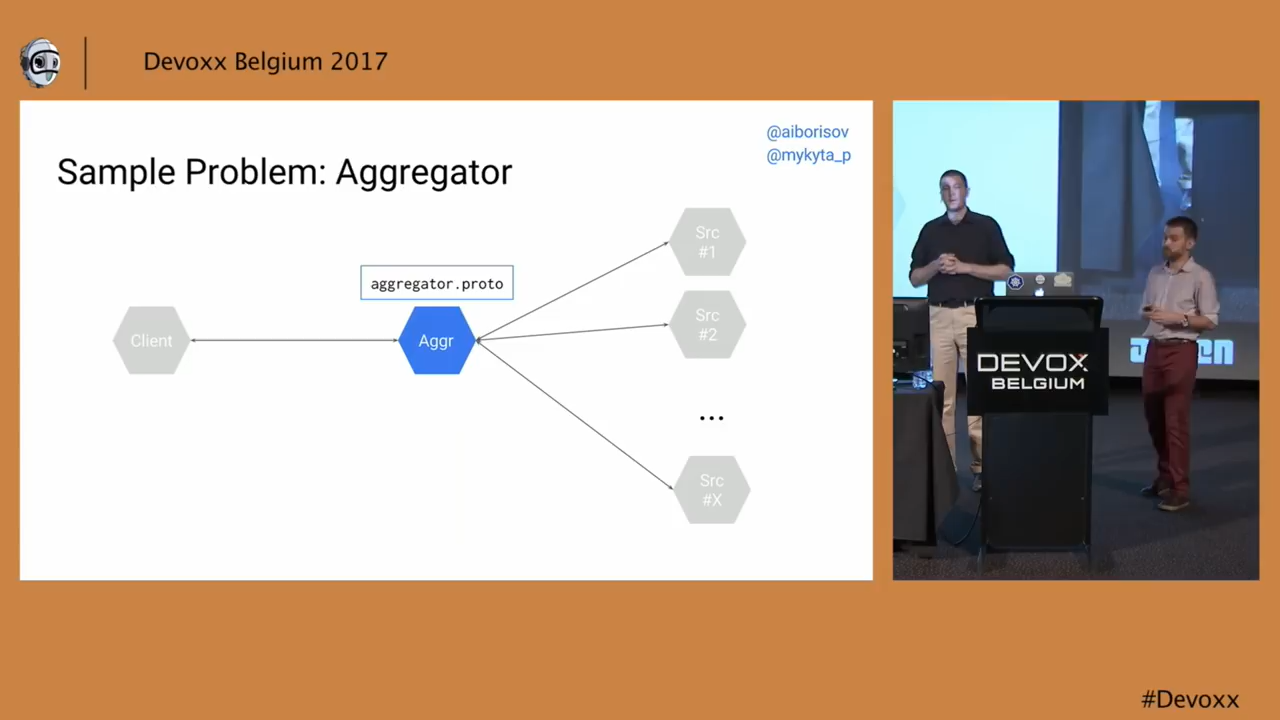 Devoxx Belgium 2017
@aiborisov
@mykyta_p
Sample Problem: Aggregator
aggregator.proto
Client
Aggr
Src
#1
Src
#2
...
Src
#X
DEVOXX
BELGIUM
#Devoxx